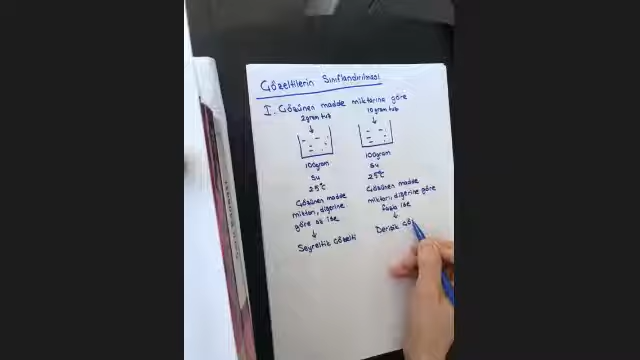 Çözeltilerin Sınıflandırılması
I. Çözünen madde miktarına göre
2 gram tuz
10 gram tuz
100 gram
su
25°C
100 gram
su
25°C
Çözünen madde
miktarı, diğerine
göre az ise
Seyreltik Çözelti
Çözünen madde
miktarı, diğerine göre
fazla ise
Derişik Çö